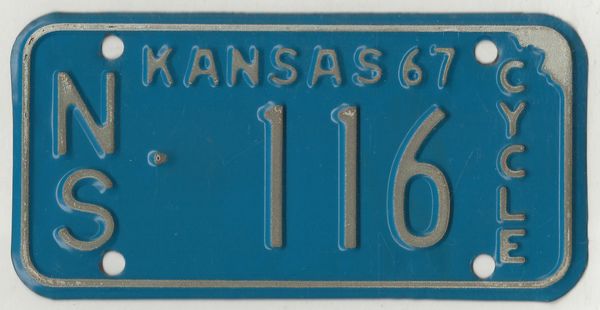 KANSAS 67
NS
116
CYCLE